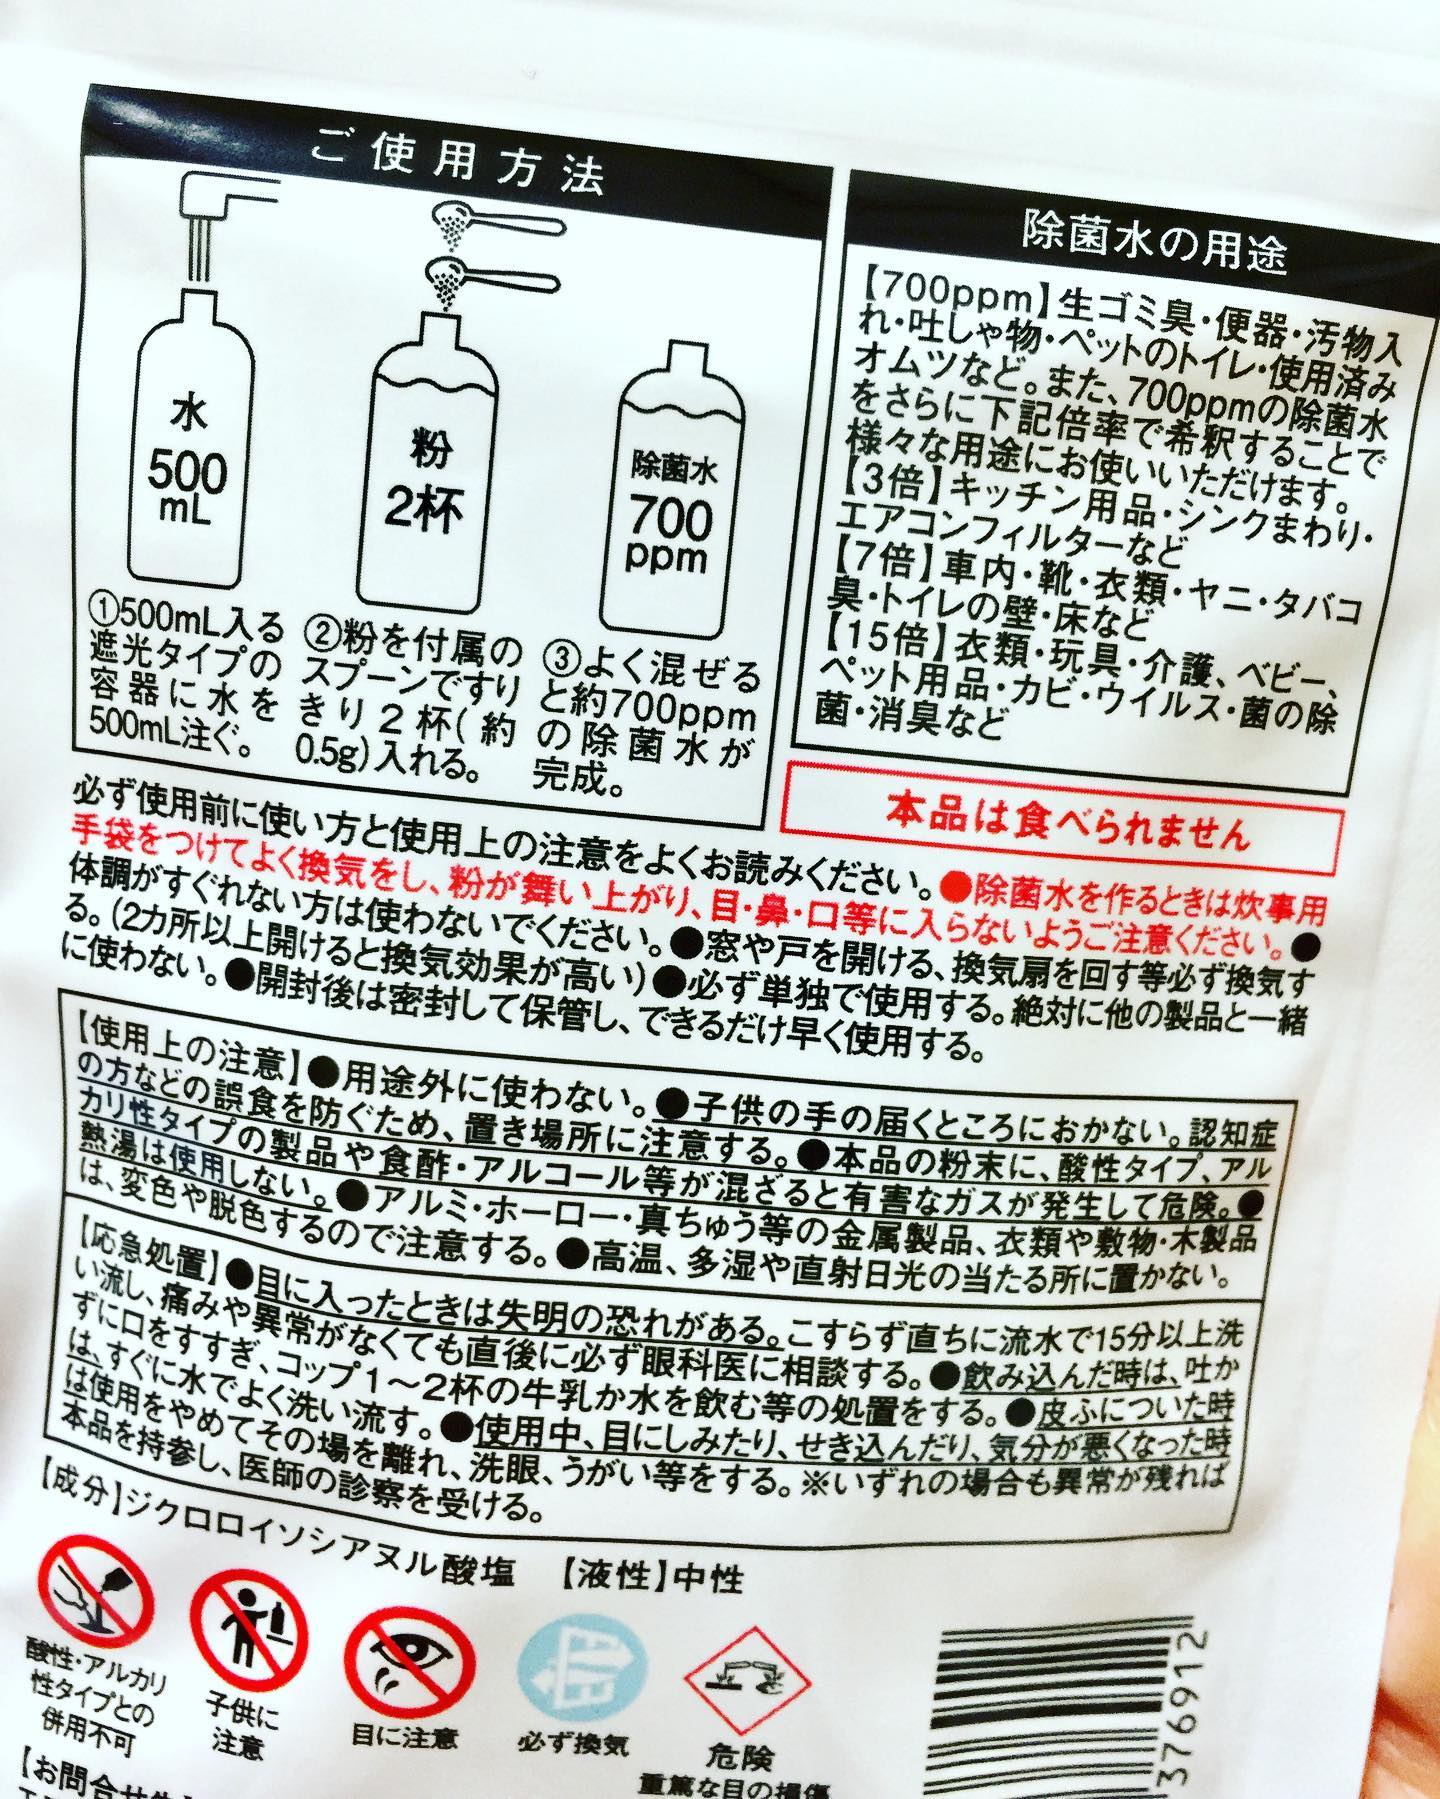 ご使用方法
水
500
mL
粉
2杯
除菌水
700
ppm
①500mL入る
遮光タイプの
容器に水を
500mL注ぐ。
②粉を付属の
スプーンですり
きり2杯(約
0.5g)入れる。
③よく混ぜる
と約700ppm
の除菌水が
完成。
除菌水の用途
【700ppm】生ゴミ臭・便器・汚物入
れ・吐しゃ物・ペットのトイレ・使用済み
オムツなど。また、700ppmの除菌水
をさらに下記倍率で希釈することで
様々な用途にお使いいただけます。
【3倍】キッチン用品・シンクまわり・
エアコンフィルターなど
【7倍】車内・靴・衣類・ヤニ・タバコ
臭・トイレの壁・床など
【15倍】衣類・玩具・介護、ベビー、
ペット用品・カビ・ウイルス・菌の除
菌・消臭など
本品は食べられません
必ず使用前に使い方と使用上の注意をよくお読みください。●除菌水を作るときは炊事用
手袋をつけてよく換気をし、粉が舞い上がり、目・鼻・口等に入らないようご注意ください。●
体調がすぐれない方は使わないでください。●窓や戸を開ける、換気扇を回す等必ず換気す
る。(2カ所以上開けると換気効果が高い)●必ず単独で使用する。絶対に他の製品と一緒
に使わない。●開封後は密封して保管し、できるだけ早く使用する。
【使用上の注意】●用途外に使わない。●子供の手の届くところにおかない。認知症
の方などの誤食を防ぐため、置き場所に注意する。●本品の粉末に、酸性タイプ、アル
カリ性タイプの製品や食酢・アルコール等が混ざると有害なガスが発生して危険。●
熱湯は使用しない。●アルミ・ホーロー・真ちゅう等の金属製品、衣類や敷物・木製品
は、変色や脱色するので注意する。●高温、多湿や直射日光の当たる所に置かない。
【応急処置】●目に入ったときは失明の恐れがある。こすらず直ちに流水で15分以上洗
い流し、痛みや異常がなくても直後に必ず眼科医に相談する。●飲み込んだ時は、吐か
ずに口をすすぎ、コップ1～2杯の牛乳か水を飲む等の処置をする。●皮ふについた時
は、すぐに水でよく洗い流す。●使用中、目にしみたり、せき込んだり、気分が悪くなった時
は使用をやめてその場を離れ、洗眼、うがい等をする。※いずれの場合も異常が残れば
本品を持参し、医師の診察を受ける。
【成分】ジクロロイソシアヌル酸塩 【液性】中性
酸性・アルカリ
性タイプとの
併用不可
子供に
注意
目に注意
必ず換気
危険
重篤な目の損傷
376912
【お問合せ先】